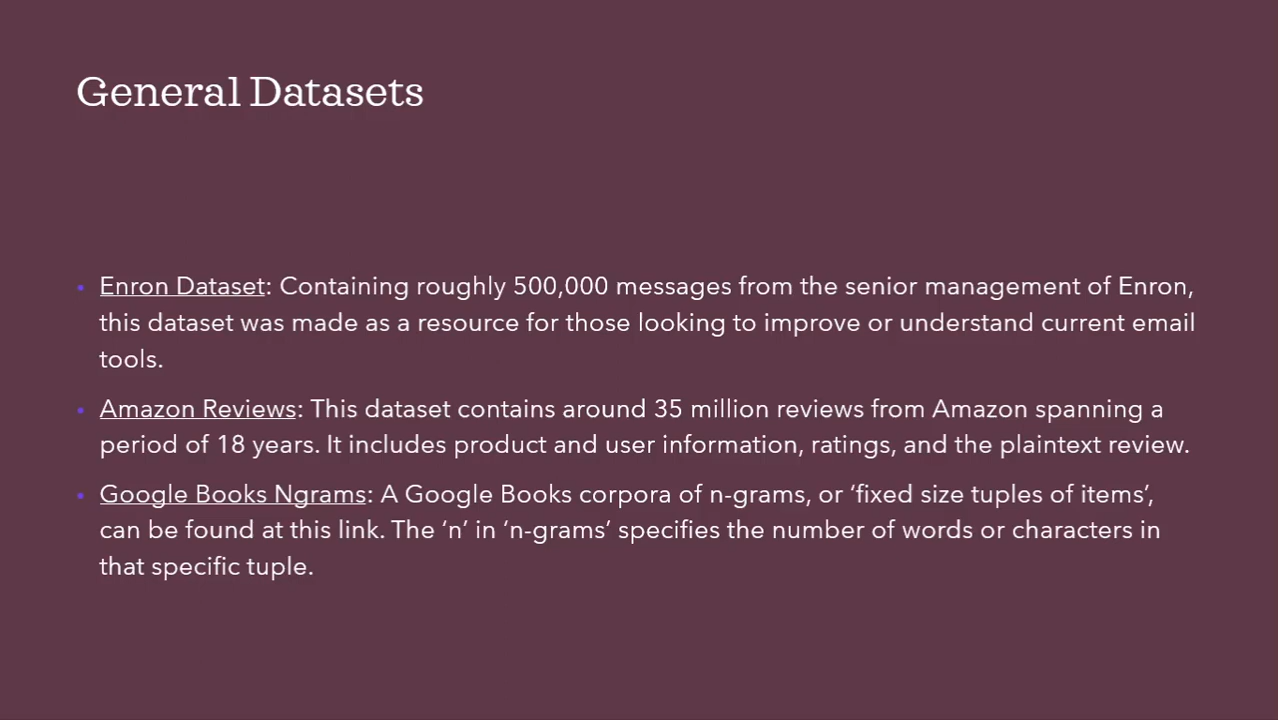 General Datasets
• Enron Dataset: Containing roughly 500,000 messages from the senior management of Enron,
this dataset was made as a resource for those looking to improve or understand current email
tools.
• Amazon Reviews: This dataset contains around 35 million reviews from Amazon spanning a
period of 18 years. It includes product and user information, ratings, and the plaintext review.
• Google Books Ngrams: A Google Books corpora of n-grams, or ‘fixed size tuples of items’,
can be found at this link. The ‘n’ in ‘n-grams’ specifies the number of words or characters in
that specific tuple.